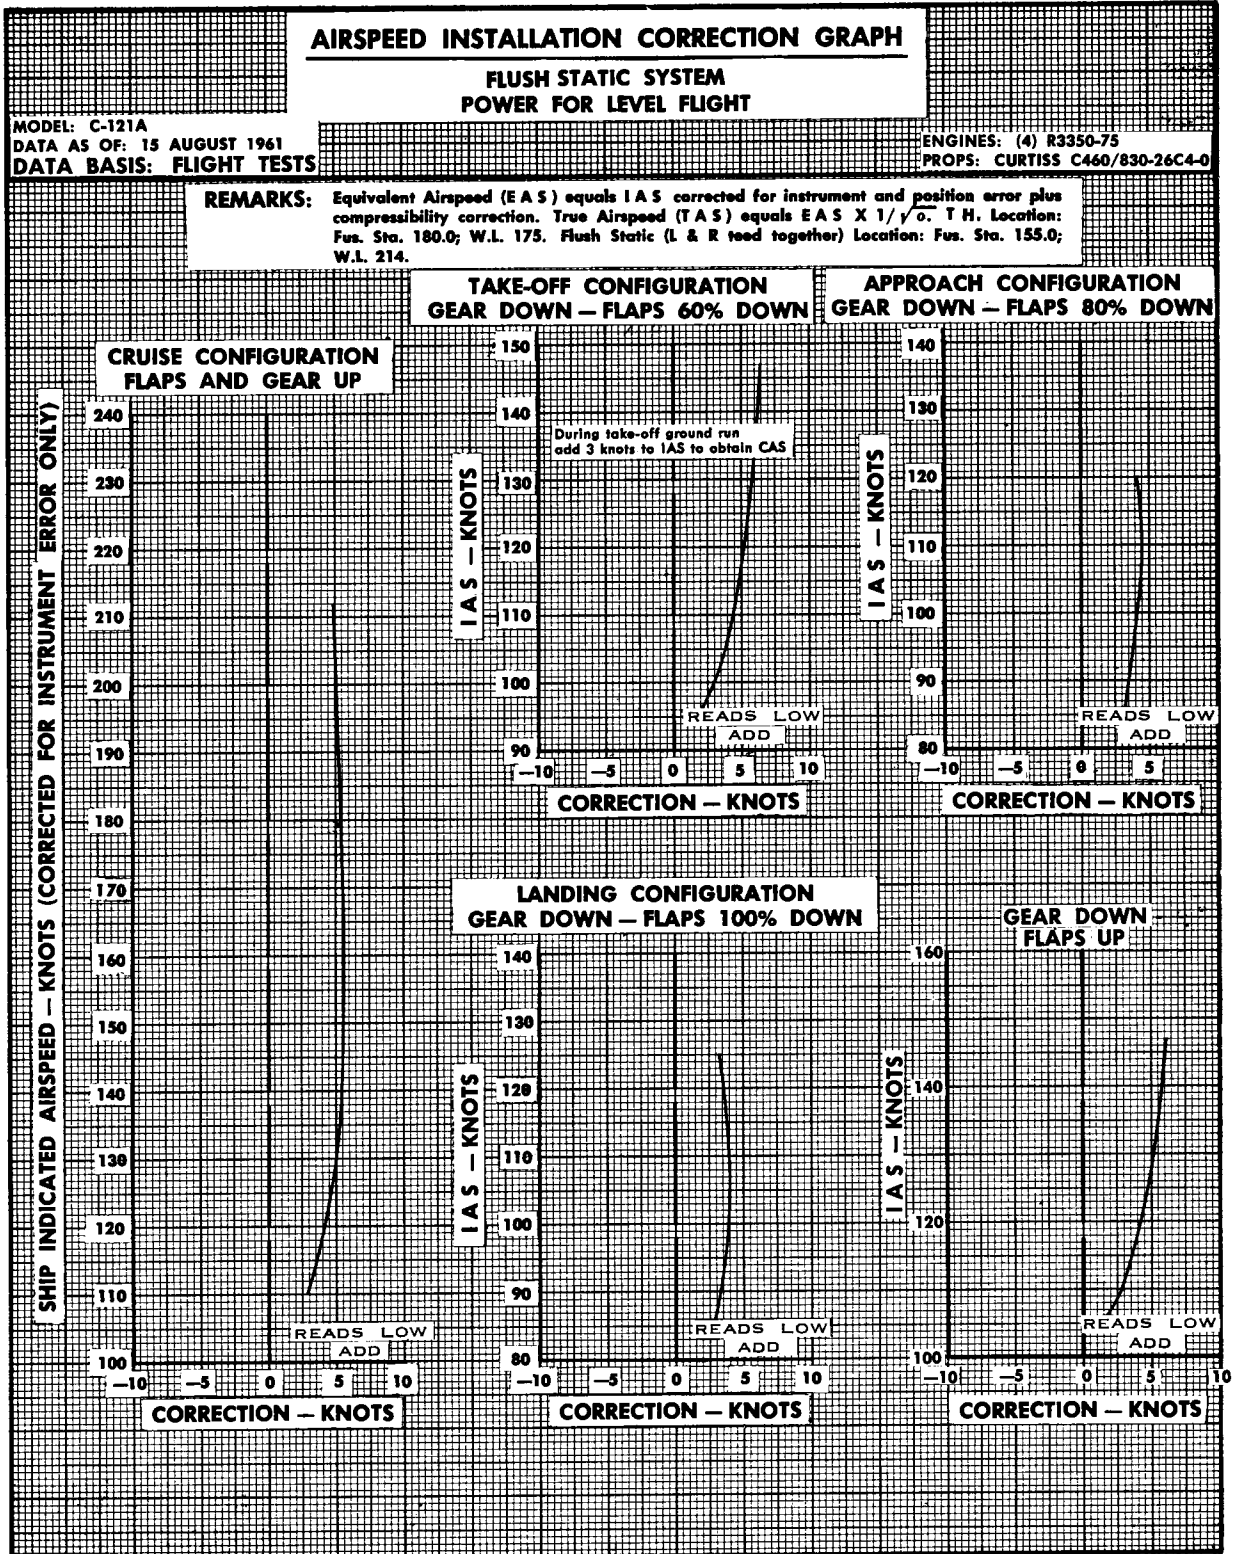 AIRSPEED INSTALLATION CORRECTION GRAPH
FLUSH STATIC SYSTEM
POWER FOR LEVEL FLIGHT
MODEL: C-121A
DATA AS OF: 15 AUGUST 1961
DATA BASIS: FLIGHT TESTS
ENGINES: (4) R3350-75
PROPS: CURTISS C460/830-26C4-0
REMARKS: Equivalent Airspeed (E A S) equals I A S corrected for instrument and position error plus
compressibility correction. True Airspeed (T A S) equals E A S X 1/√o. T H. Location:
Fus. Sta. 180.0; W.L. 175. Flush Static (L & R teed together) Location: Fus. Sta. 155.0;
W.L. 214.
SHIP INDICATED AIRSPEED — KNOTS (CORRECTED FOR INSTRUMENT ERROR ONLY)
CRUISE CONFIGURATION
FLAPS AND GEAR UP
240
230
220
210
200
190
180
170
160
150
140
130
120
110
100
READS LOW
ADD
—10 —5 0 5 10
CORRECTION — KNOTS
TAKE-OFF CONFIGURATION
GEAR DOWN — FLAPS 60% DOWN
150
140
During take-off ground run
add 3 knots to IAS to obtain CAS
130
120
110
100
90
I A S — KNOTS
READS LOW
ADD
—10 —5 0 5 10
CORRECTION — KNOTS
APPROACH CONFIGURATION
GEAR DOWN — FLAPS 80% DOWN
140
130
120
110
100
90
80
I A S — KNOTS
READS LOW
ADD
—10 —5 0 5
CORRECTION — KNOTS
LANDING CONFIGURATION
GEAR DOWN — FLAPS 100% DOWN
140
130
120
110
100
90
80
I A S — KNOTS
READS LOW
ADD
—10 —5 0 5 10
CORRECTION — KNOTS
GEAR DOWN
FLAPS UP
160
140
120
100
I A S — KNOTS
READS LOW
ADD
—10 —5 0 5 10
CORRECTION — KNOTS